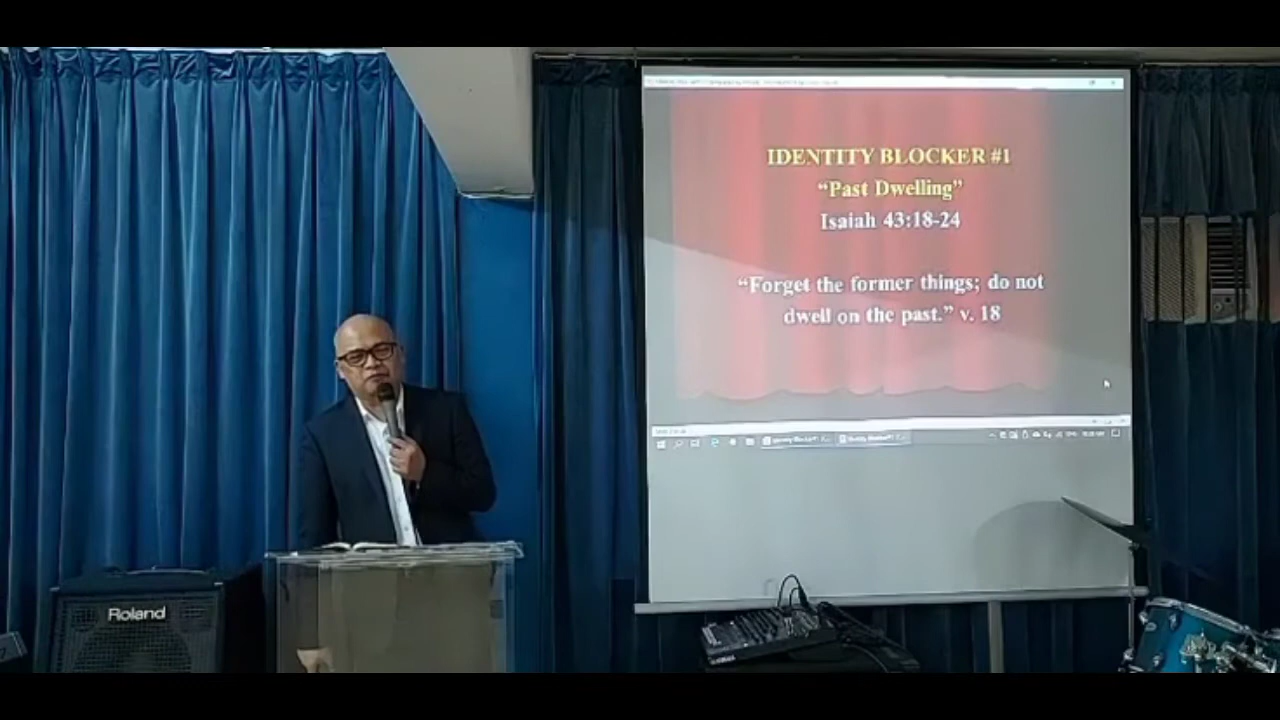 IDENTITY BLOCKER #1
“Past Dwelling”
Isaiah 43:18-24
“Forget the former things; do not
dwell on the past.” v. 18
Roland